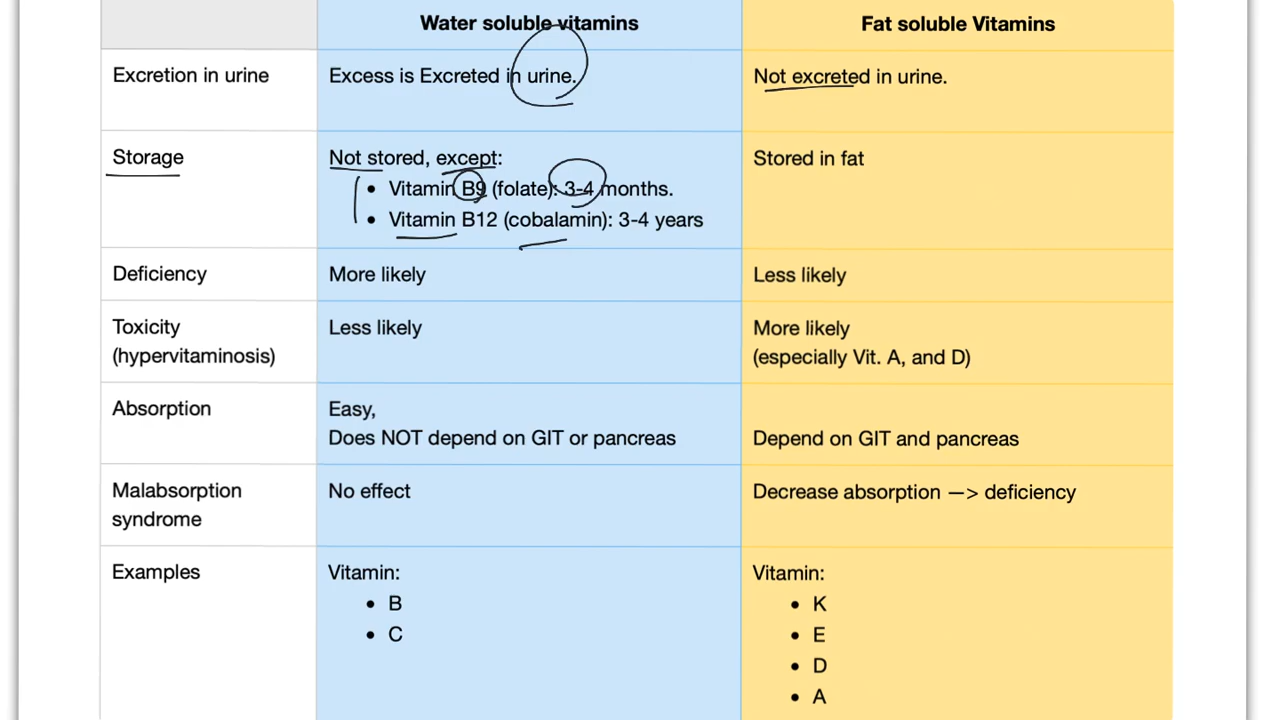 Water soluble vitamins
Fat soluble Vitamins
Excretion in urine
Excess is Excreted in urine.
Not excreted in urine.
Storage
Not stored, except:
• Vitamin B9 (folate): 3-4 months.
• Vitamin B12 (cobalamin): 3-4 years
Stored in fat
Deficiency
More likely
Less likely
Toxicity
(hypervitaminosis)
Less likely
More likely
(especially Vit. A, and D)
Absorption
Easy,
Does NOT depend on GIT or pancreas
Depend on GIT and pancreas
Malabsorption
syndrome
No effect
Decrease absorption —> deficiency
Examples
Vitamin:
• B
• C
Vitamin:
• K
• E
• D
• A